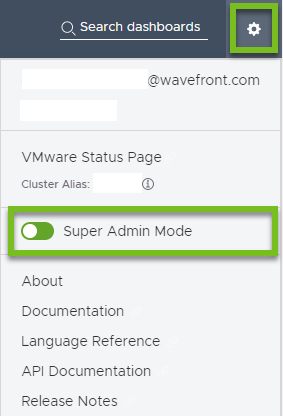 Search dashboards
@wavefront.com
VMware Status Page
Cluster Alias:
Super Admin Mode
About
Documentation
Language Reference
API Documentation
Release Notes